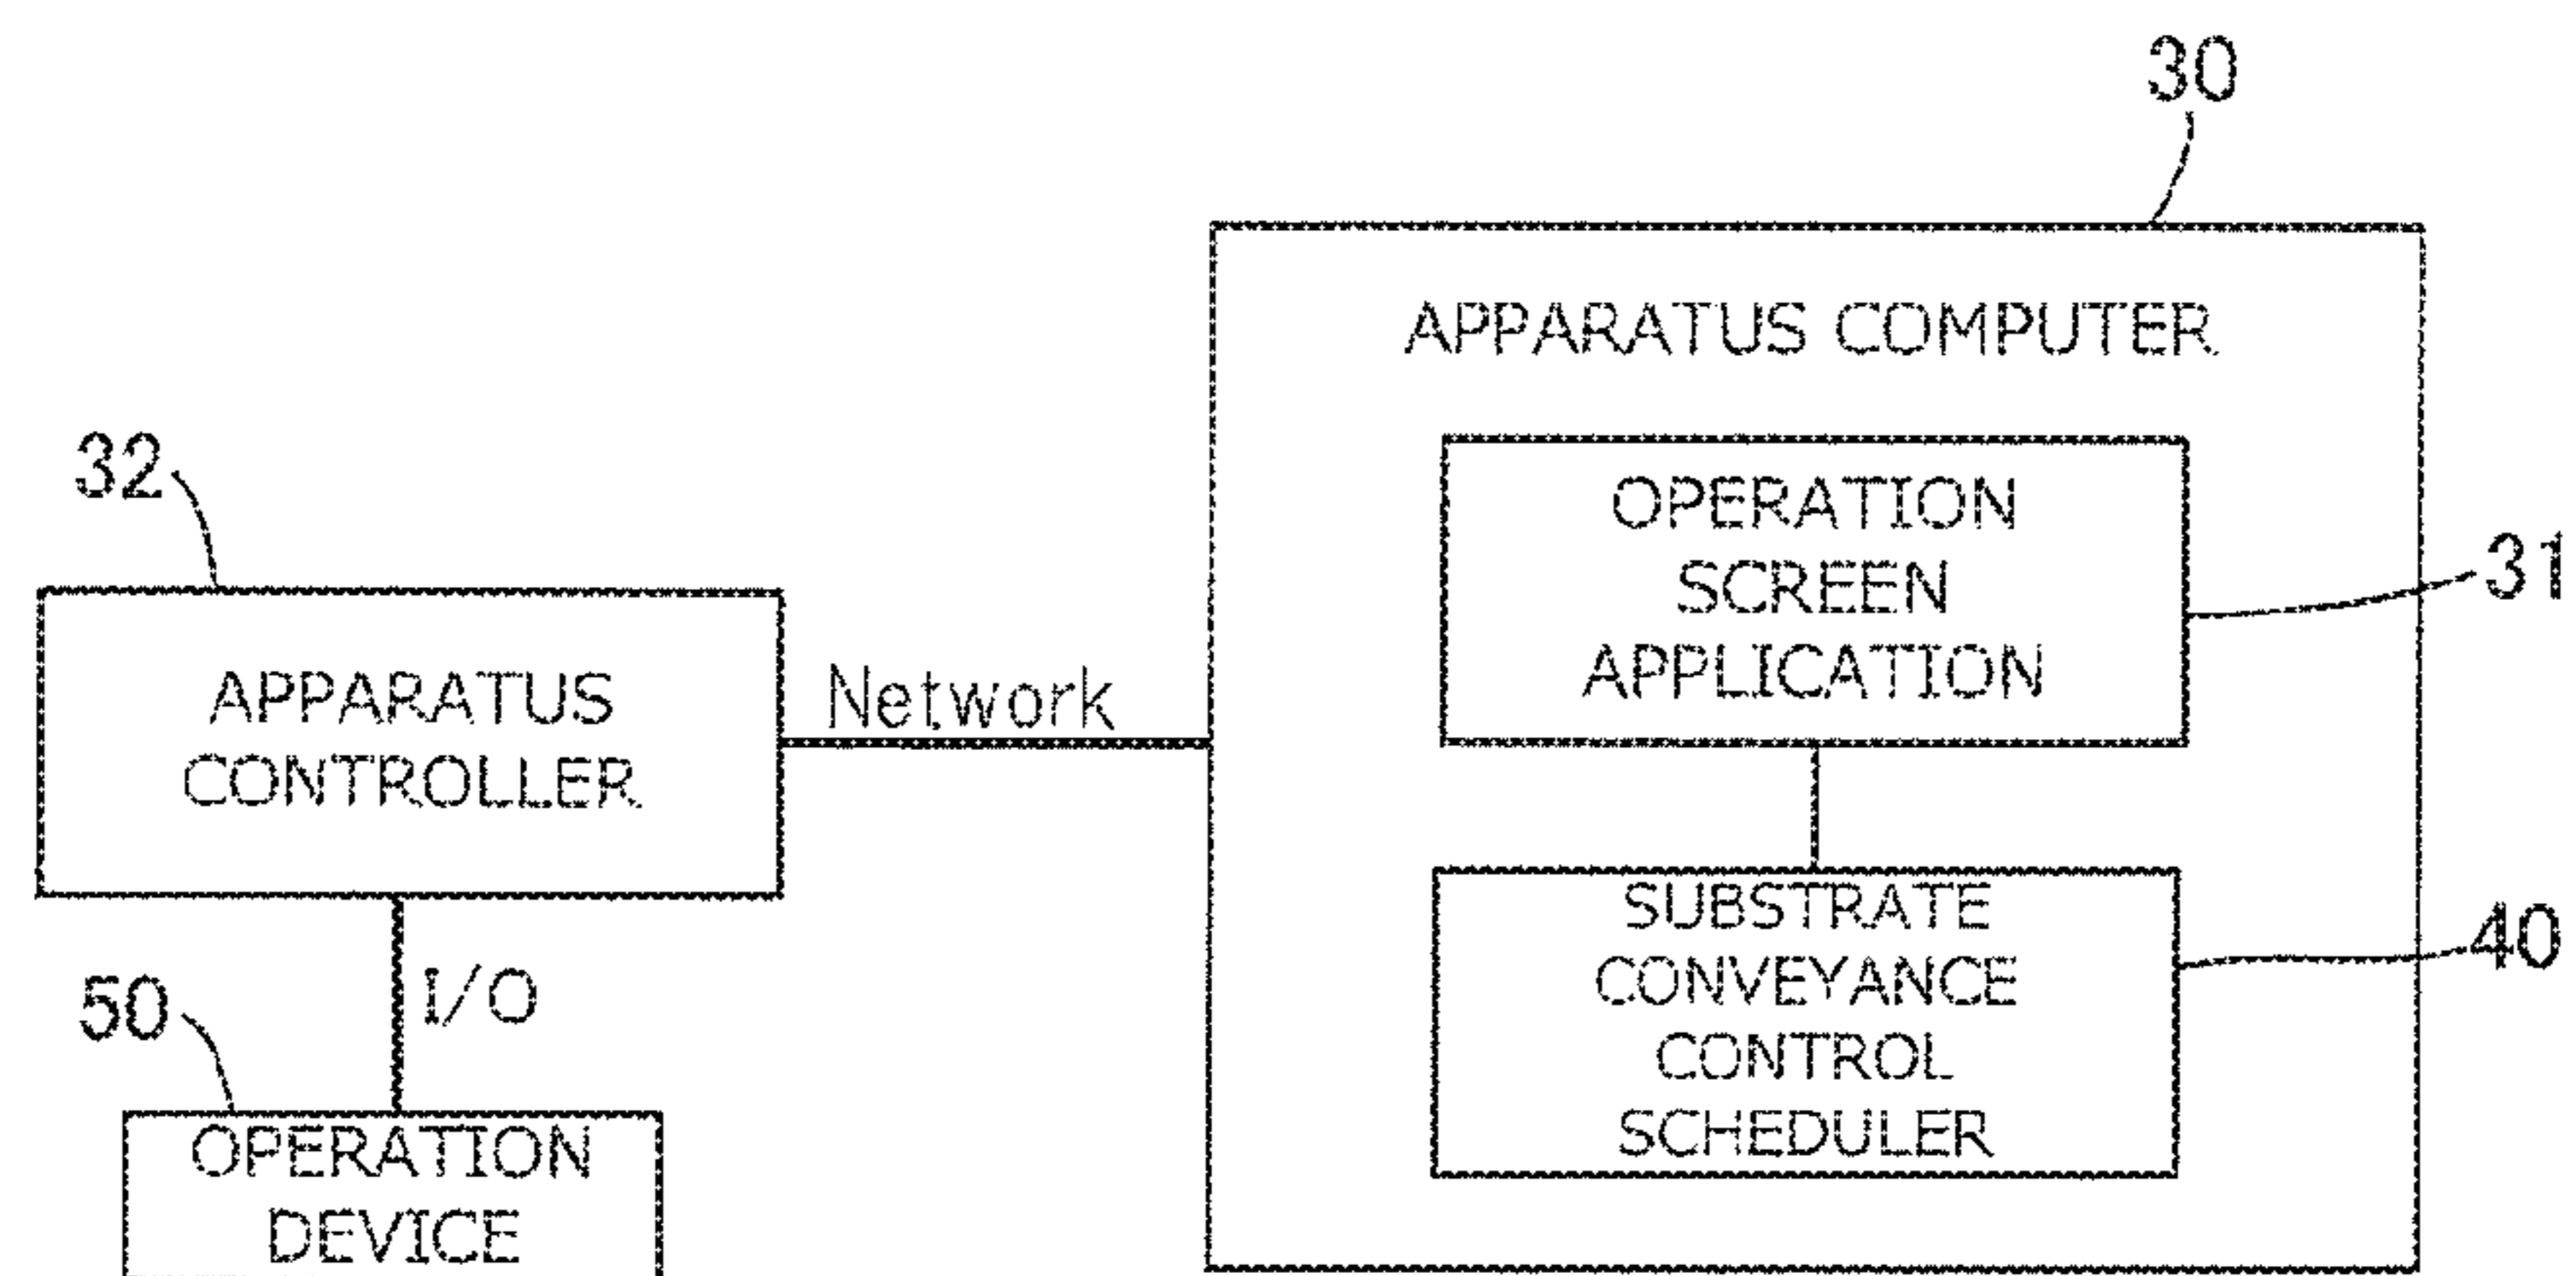 30
APPARATUS COMPUTER
OPERATION
SCREEN
APPLICATION
31
32
APPARATUS
CONTROLLER
Network
SUBSTRATE
CONVEYANCE
CONTROL
SCHEDULER
40
I/O
50
OPERATION
DEVICE